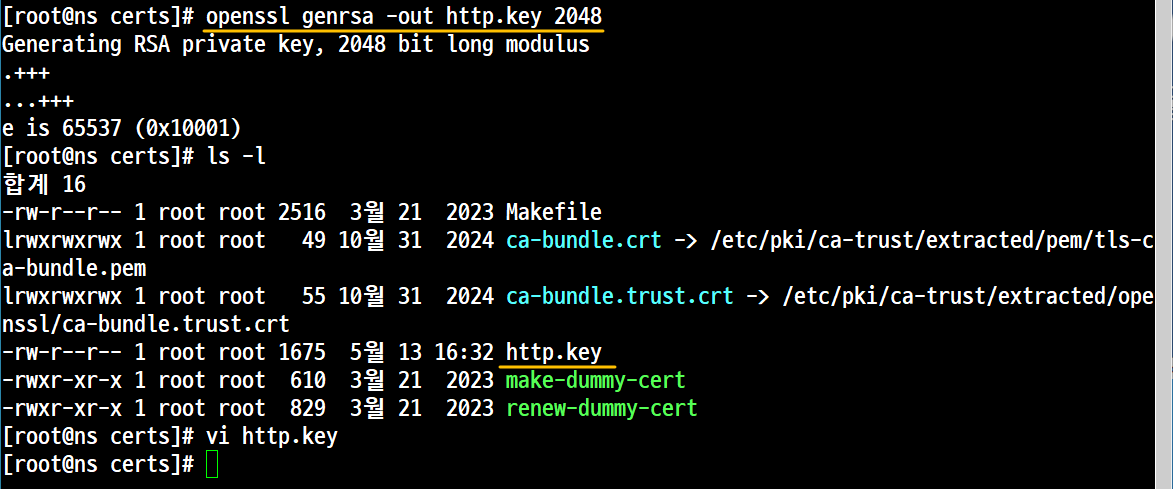 [root@ns certs]# openssl genrsa -out http.key 2048
Generating RSA private key, 2048 bit long modulus
.+++
...+++
e is 65537 (0x10001)
[root@ns certs]# ls -l
합계 16
-rw-r--r-- 1 root root 2516  3월 21  2023 Makefile
lrwxrwxrwx 1 root root   49 10월 31  2024 ca-bundle.crt -> /etc/pki/ca-trust/extracted/pem/tls-c
a-bundle.pem
lrwxrwxrwx 1 root root   55 10월 31  2024 ca-bundle.trust.crt -> /etc/pki/ca-trust/extracted/ope
nssl/ca-bundle.trust.crt
-rw-r--r-- 1 root root 1675  5월 13 16:32 http.key
-rwxr-xr-x 1 root root  610  3월 21  2023 make-dummy-cert
-rwxr-xr-x 1 root root  829  3월 21  2023 renew-dummy-cert
[root@ns certs]# vi http.key
[root@ns certs]#